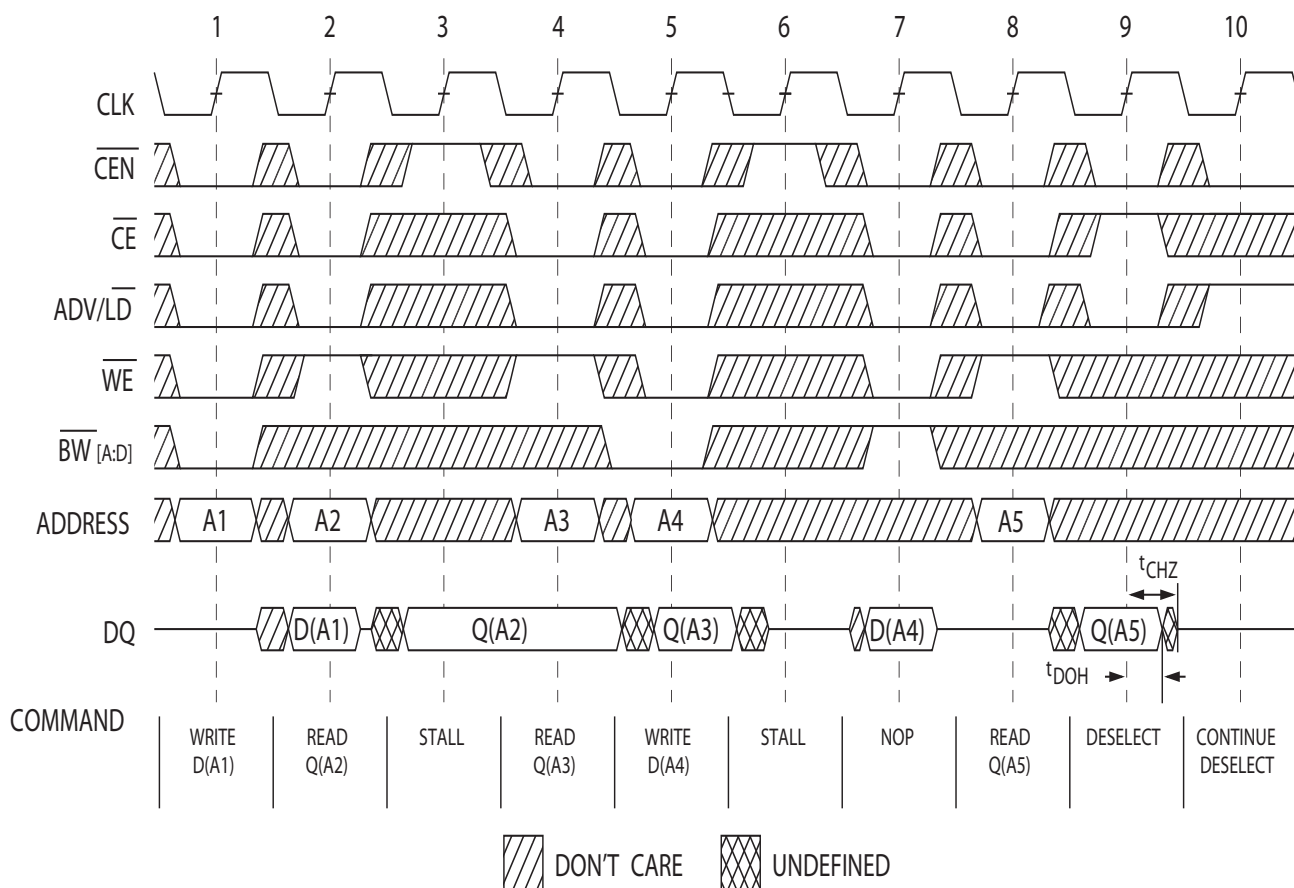 1 2 3 4 5 6 7 8 9 10
CLK
CEN
CE
ADV/LD
WE
BW [A:D]
ADDRESS A1 A2 A3 A4 A5
tCHZ
DQ D(A1) Q(A2) Q(A3) D(A4) Q(A5)
tDOH
COMMAND
WRITE READ STALL READ WRITE STALL NOP READ DESELECT CONTINUE
D(A1) Q(A2) Q(A3) D(A4) Q(A5) DESELECT
DON'T CARE UNDEFINED